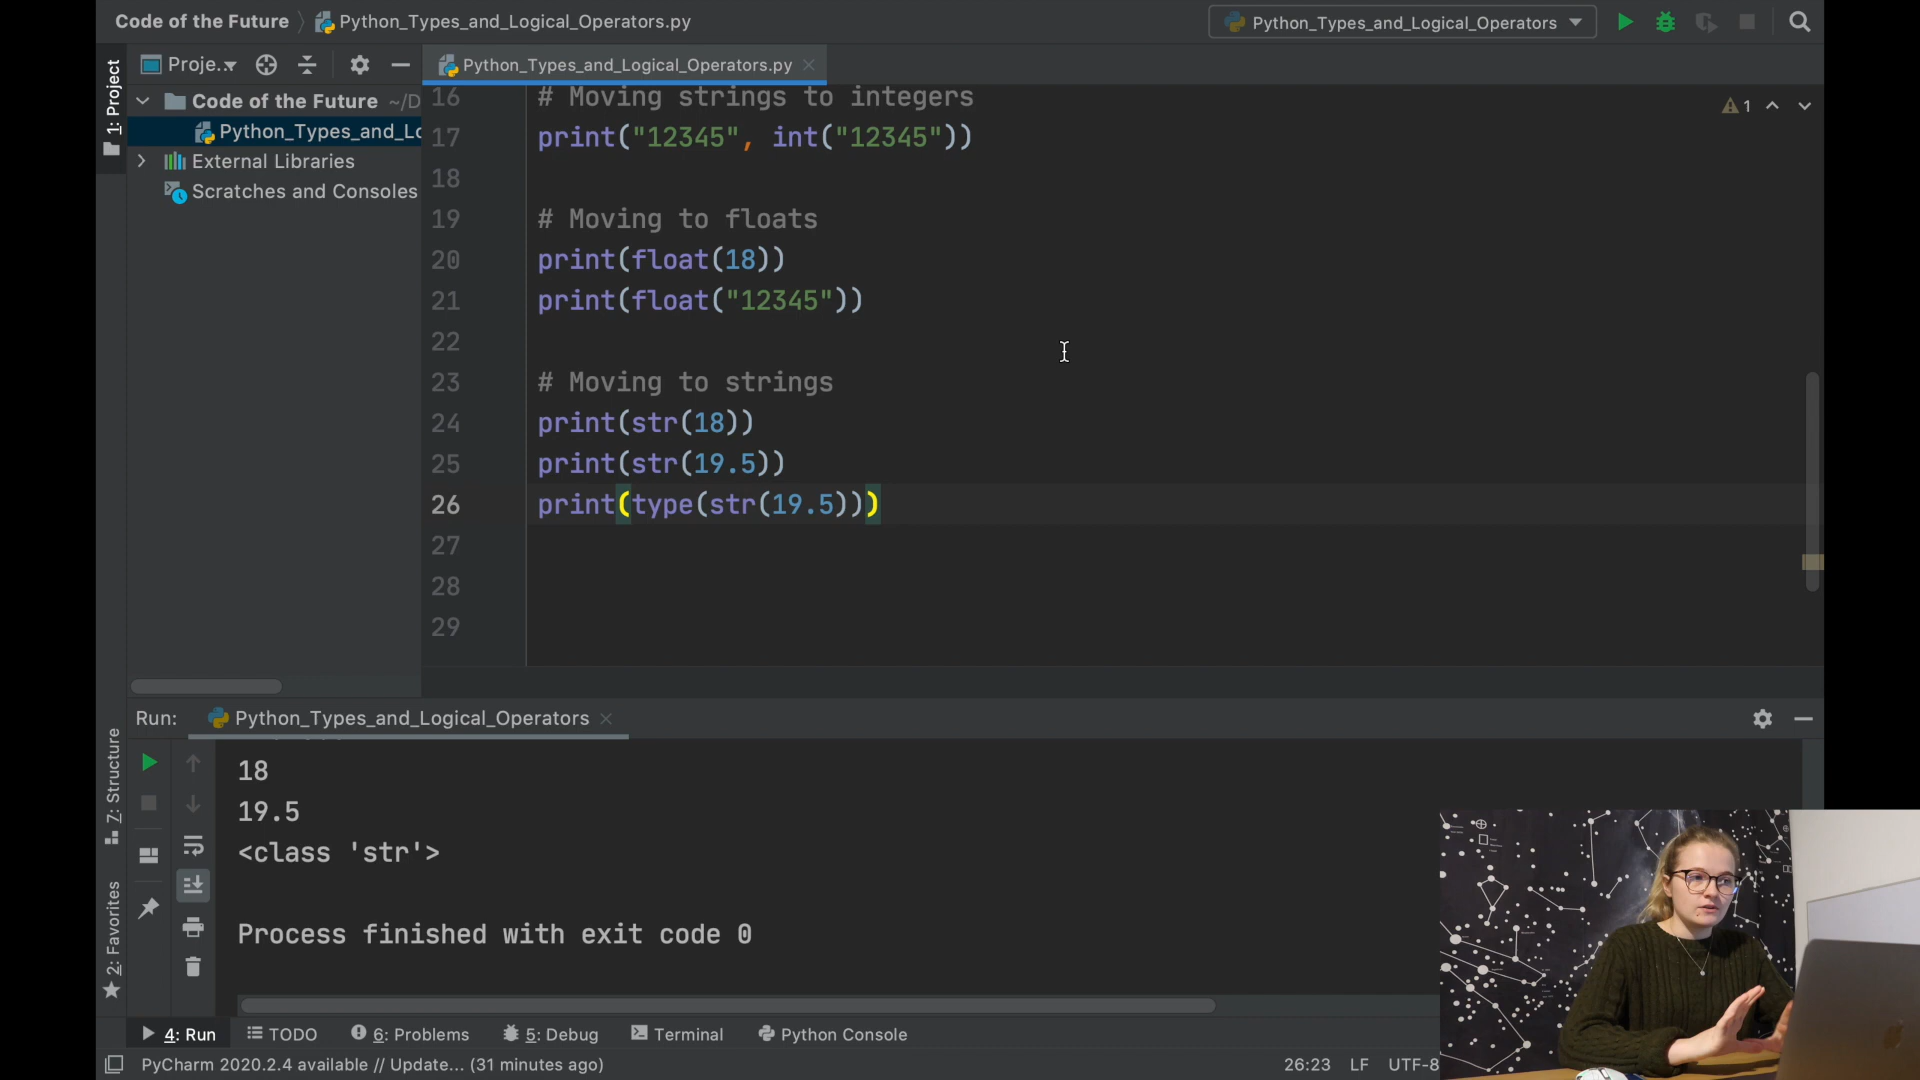 Code of the Future
Python_Types_and_Logical_Operators.py
Python_Types_and_Logical_Operators
1: Project
Proje..
Python_Types_and_Logical_Operators.py
Code of the Future ~/D
Python_Types_and_Lo
External Libraries
Scratches and Consoles
1
16 # Moving strings to integers
17 print("12345", int("12345"))
18
19 # Moving to floats
20 print(float(18))
21 print(float("12345"))
22
23 # Moving to strings
24 print(str(18))
25 print(str(19.5))
26 print(type(str(19.5)))
27
28
29
Run: Python_Types_and_Logical_Operators
Z: Structure
2: Favorites
18
19.5
<class 'str'>
Process finished with exit code 0
4: Run TODO 6: Problems 5: Debug Terminal Python Console
PyCharm 2020.2.4 available // Update... (31 minutes ago) 26:23 LF UTF-8